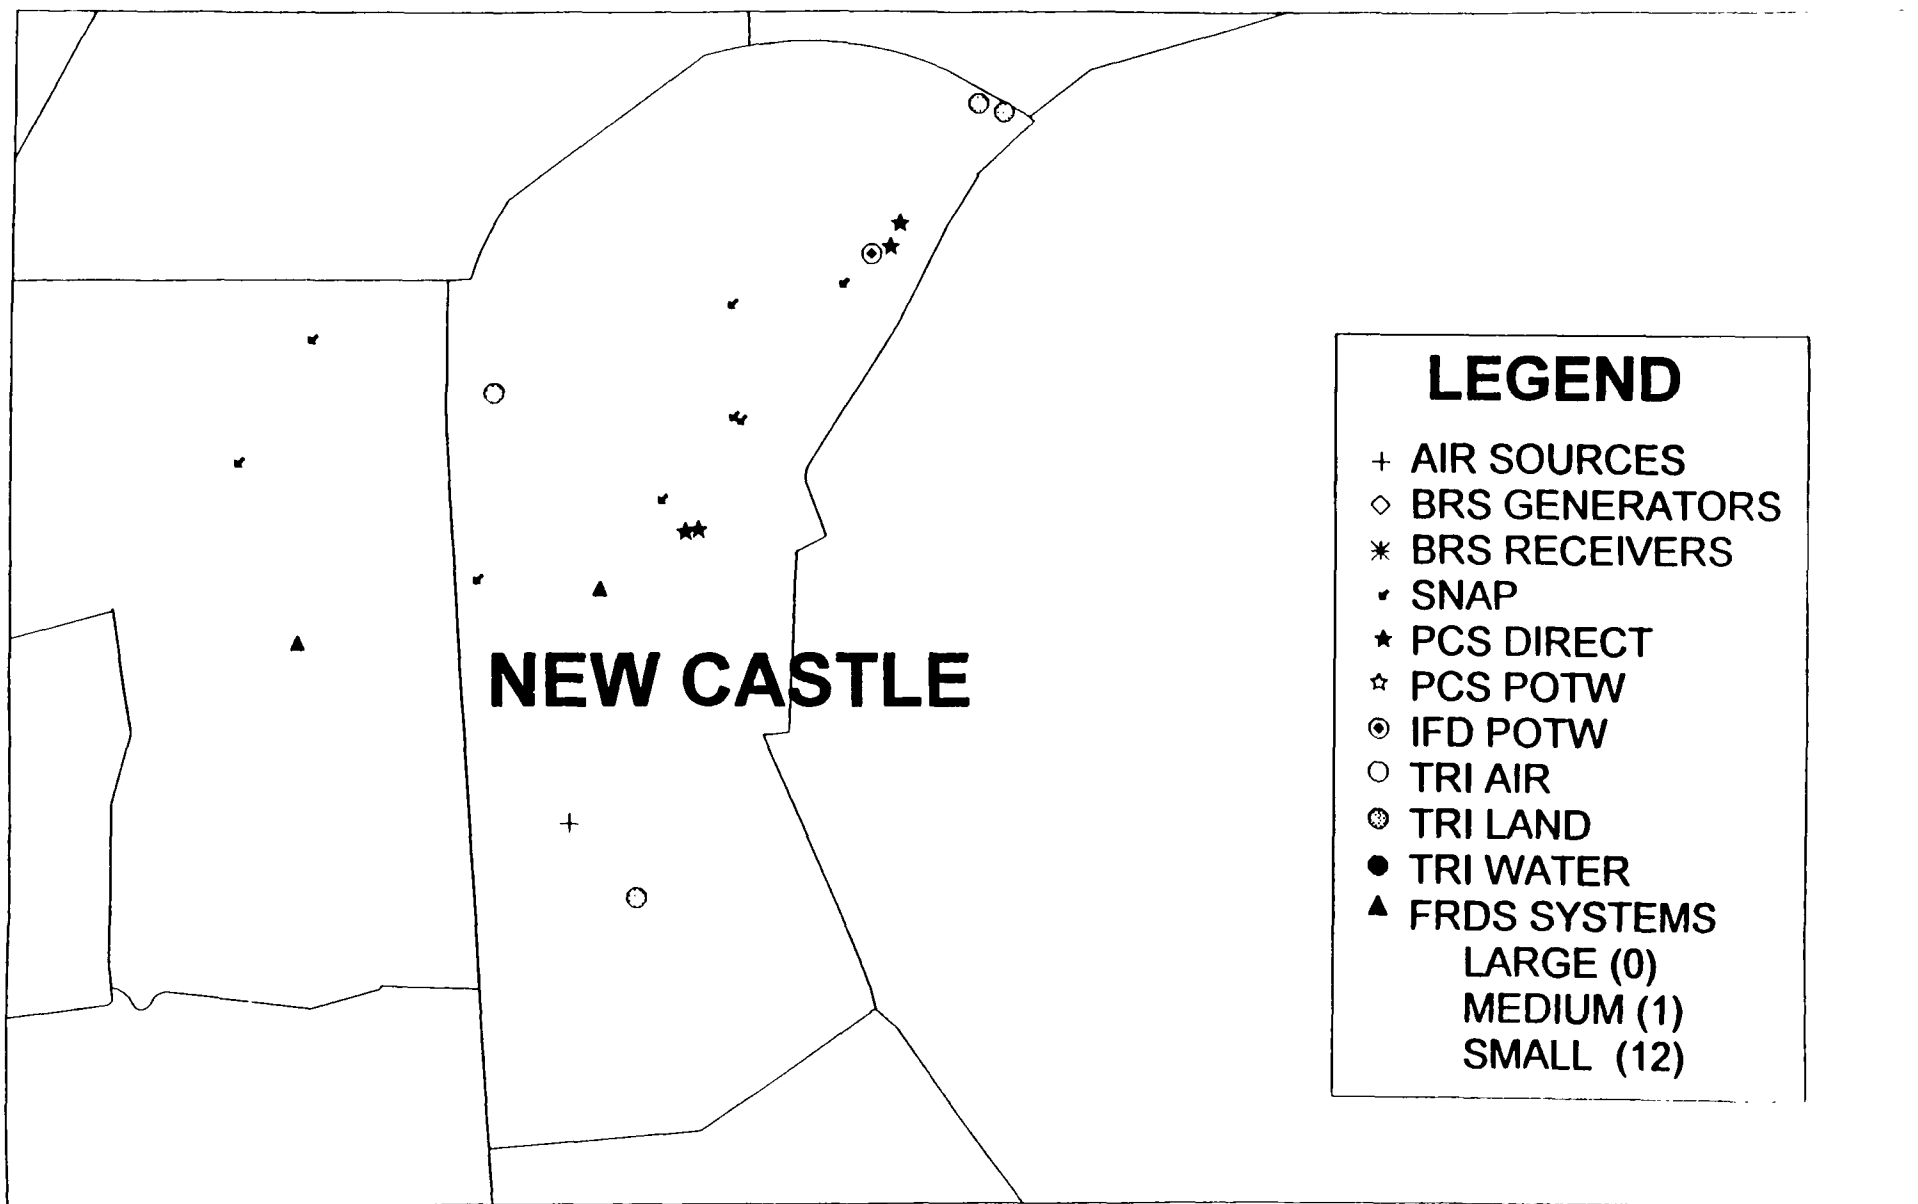 NEW CASTLE
LEGEND
AIR SOURCES
BRS GENERATORS
BRS RECEIVERS
SNAP
PCS DIRECT
PCS POTW
IFD POTW
TRI AIR
TRI LAND
TRI WATER
FRDS SYSTEMS
LARGE (0)
MEDIUM (1)
SMALL (12)